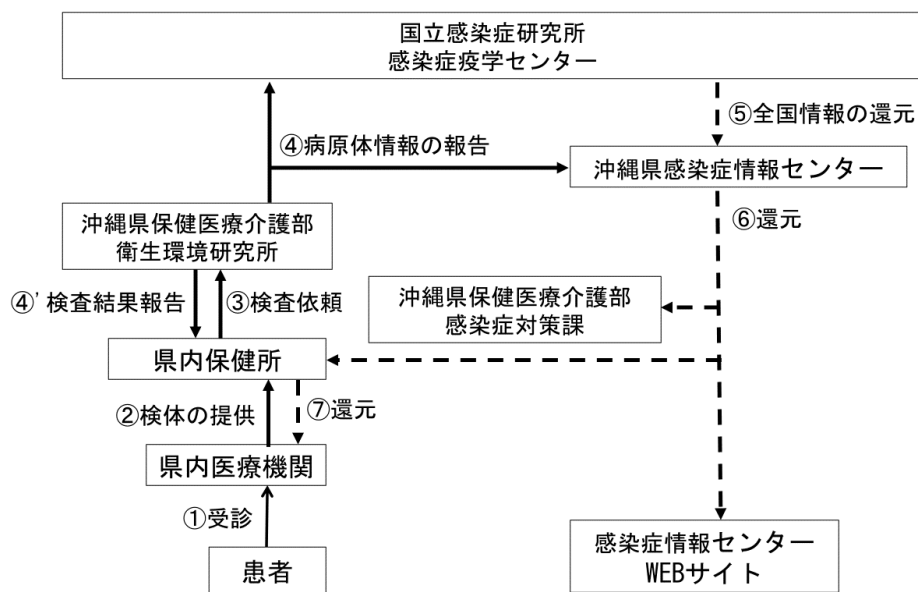 国立感染症研究所
感染症疫学センター
⑤全国情報の還元
④病原体情報の報告
沖縄県感染症情報センター
沖縄県保健医療介護部
衛生環境研究所
⑥還元
④’検査結果報告
③検査依頼
沖縄県保健医療介護部
感染症対策課
県内保健所
②検体の提供
⑦還元
県内医療機関
①受診
患者
感染症情報センター
WEBサイト